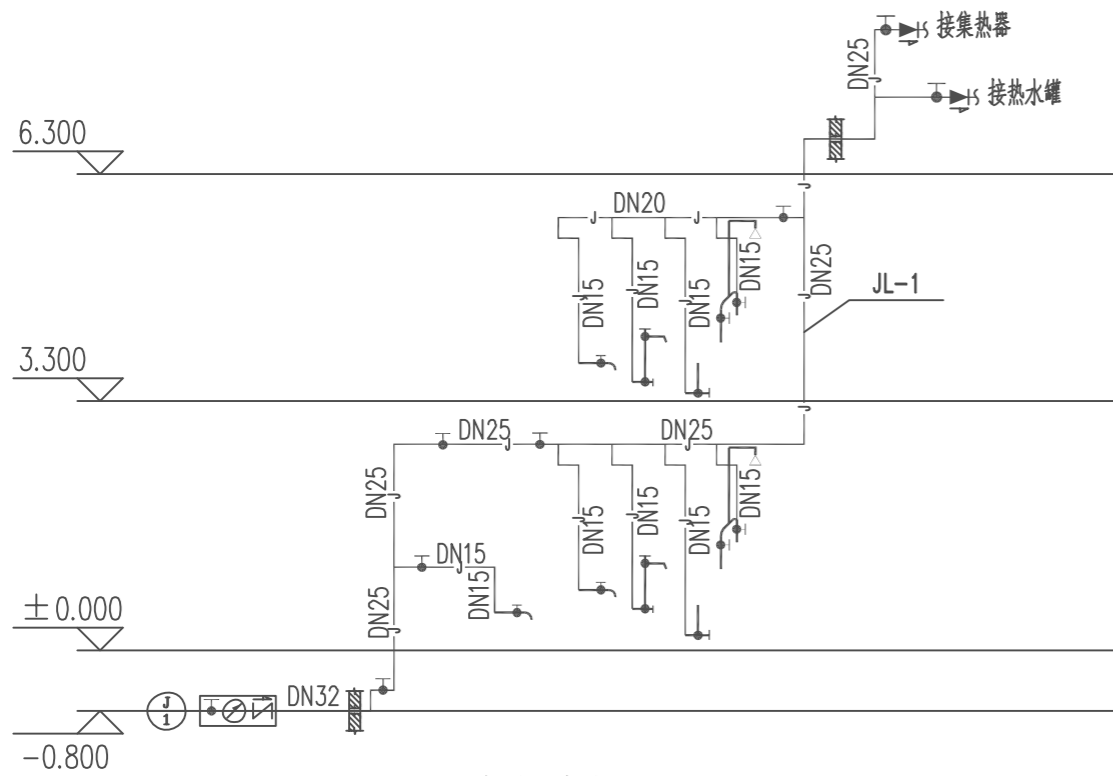 接集热器
DN25
J
接热水罐
6.300
J
DN20
J
J
DN15
DN15
DN15
DN15
DN25
J
J
J
J
JL-1
3.300
J
DN25
J
DN25
J
DN25
J
DN15
DN15
DN15
DN15
J
J
J
DN15
J
DN15
DN25
J
±0.000
J
1
DN32
-0.800